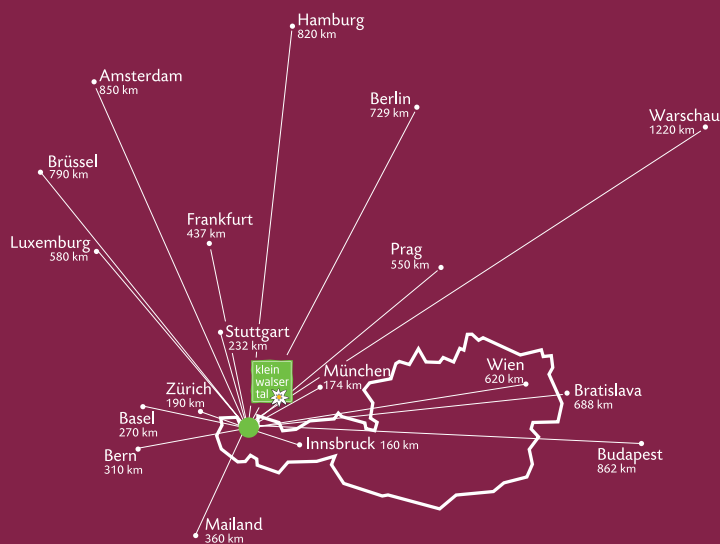 Hamburg
820 km
Amsterdam
850 km
Berlin
729 km
Warschau
1220 km
Brüssel
790 km
Frankfurt
437 km
Luxemburg
580 km
Prag
550 km
Stuttgart
232 km
klein
walser
tal
München
174 km
Wien
620 km
Zürich
190 km
Bratislava
688 km
Basel
270 km
Innsbruck 160 km
Bern
310 km
Budapest
862 km
Mailand
360 km